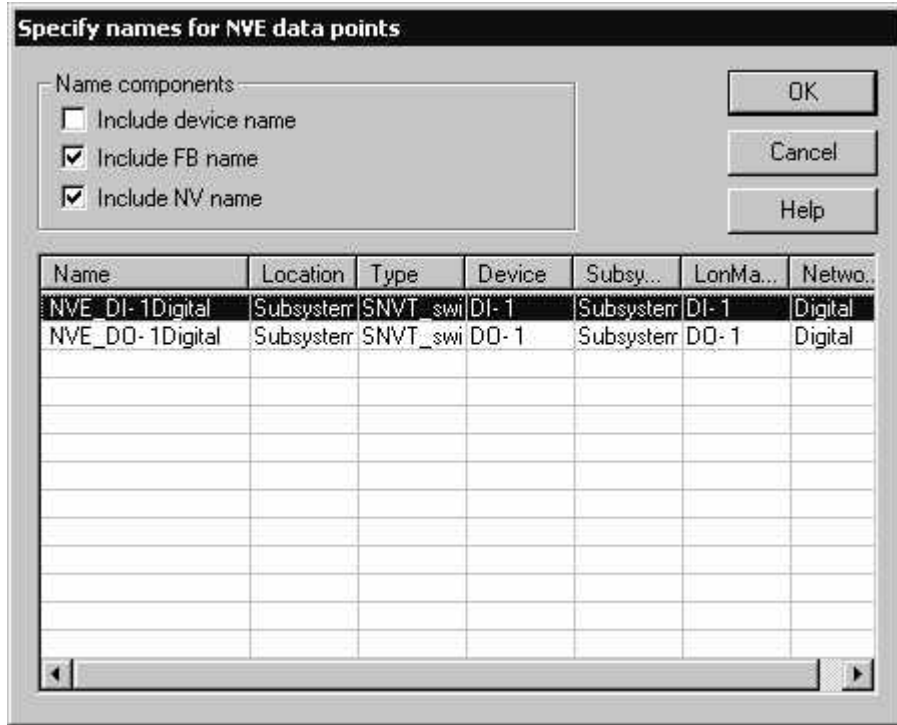 Specify names for NVE data points
Name components
Include device name
Include FB name
Include NV name
OK
Cancel
Help
Name Location Type Device Subsy... LonMa... Netwo..
NVE_DI-1Digital Subsystem SNVT_swi DI-1 Subsystem DI-1 Digital
NVE_DO-1Digital Subsystem SNVT_swi DO-1 Subsystem DO-1 Digital